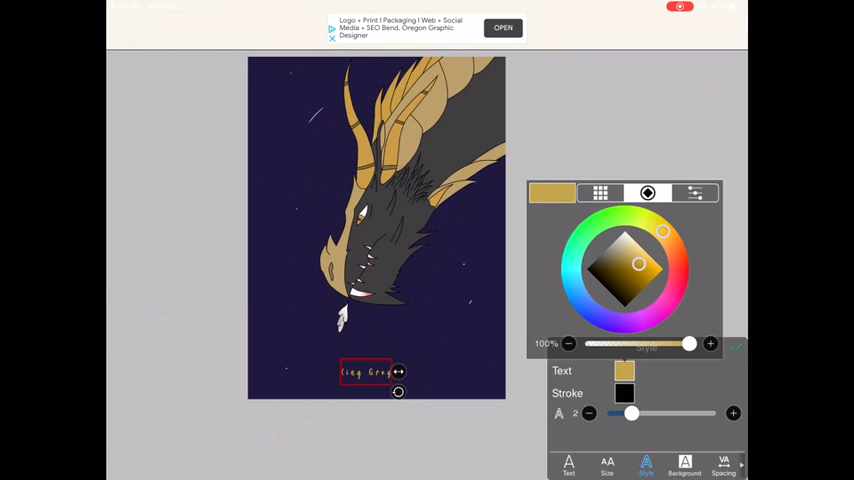 Logo + Print | Packaging | Web + Social
Media + SEO Bend, Oregon Graphic
Designer
OPEN
100%
Style
Text
Stroke
A 2
Text
Size
Style
Background
VA
Spacing